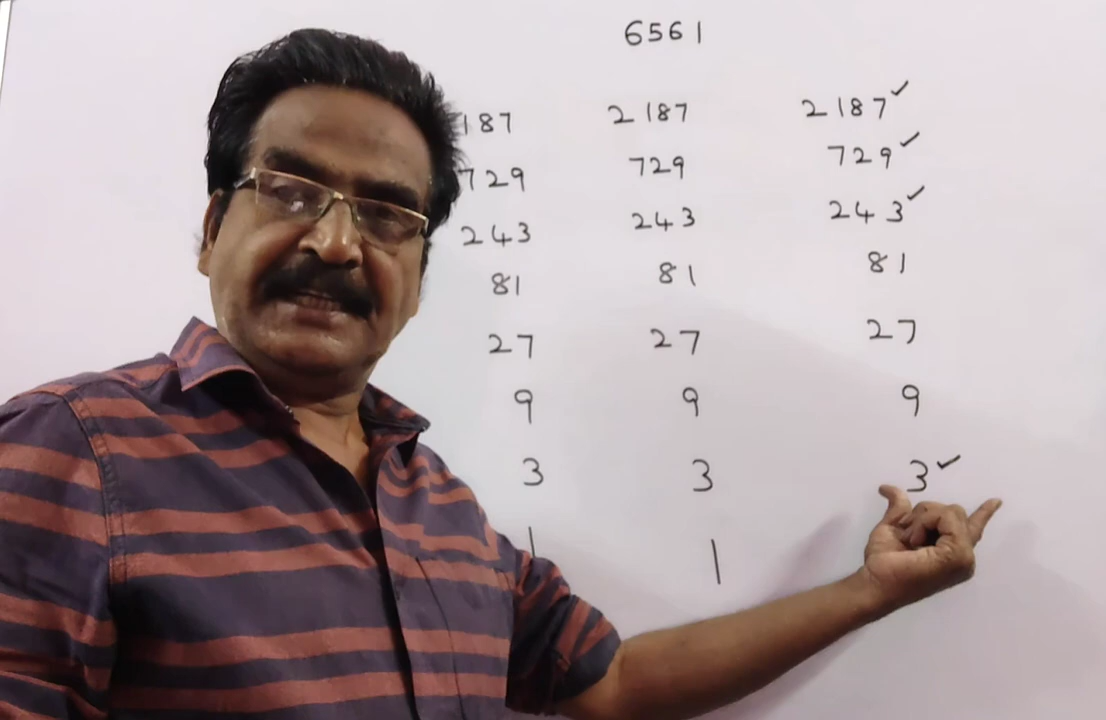 6561
187 2187 2187✓
729 729 729✓
243 243 243✓
81 81 81
27 27 27
9 9 9
3 3 3✓
1 1